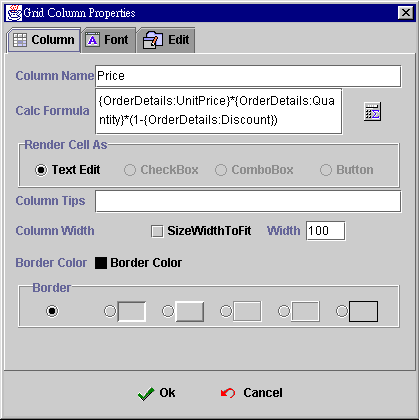 Grid Column Properties
Column Font Edit
Column Name Price
Calc Formula {OrderDetails:UnitPrice}*{OrderDetails:Qua
ntity}*(1-{OrderDetails:Discount})
Render Cell As
Text Edit CheckBox ComboBox Button
Column Tips
Column Width SizeWidthToFit Width 100
Border Color Border Color
Border
Ok Cancel